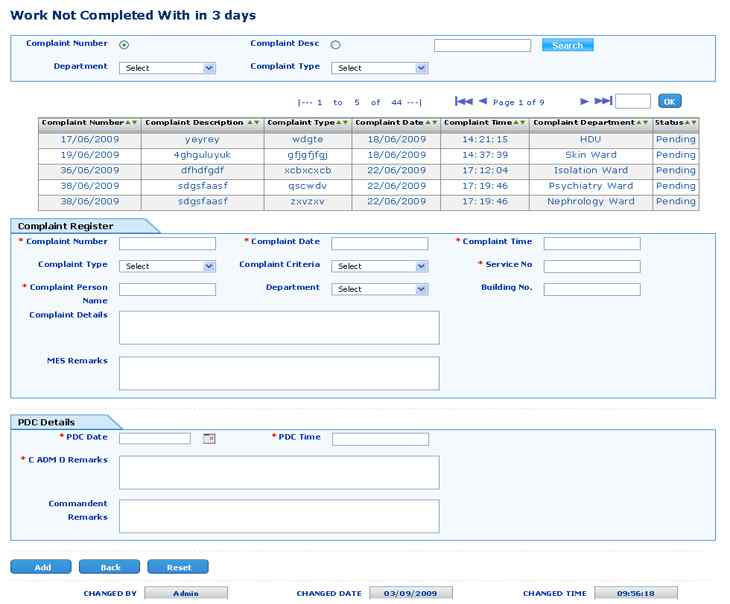 Work Not Completed With in 3 days
Complaint Number Complaint Desc Search
Department Select Complaint Type Select
|--- 1 to 5 of 44 ---| Page 1 of 9 OK
Complaint Number Complaint Description Complaint Type Complaint Date Complaint Time Complaint Department Status
17/06/2009 yeyrey wdgte 18/06/2009 14:21:15 HDU Pending
19/06/2009 4ghguluyuk gfjgfjfgj 18/06/2009 14:37:39 Skin Ward Pending
36/06/2009 dfhdfgdf xcbxcxcb 22/06/2009 17:12:04 Isolation Ward Pending
38/06/2009 sdgsfaasf qscwdv 22/06/2009 17:19:46 Psychiatry Ward Pending
38/06/2009 sdgsfaasf zxvzxv 22/06/2009 17:19:46 Nephrology Ward Pending
Complaint Register
* Complaint Number * Complaint Date * Complaint Time
Complaint Type Select Complaint Criteria Select * Service No
* Complaint Person Department Select Building No.
Name
Complaint Details
MES Remarks
PDC Details
* PDC Date * PDC Time
* C ADM O Remarks
Commandent
Remarks
Add Back Reset
CHANGED BY Admin CHANGED DATE 03/09/2009 CHANGED TIME 09:56:18